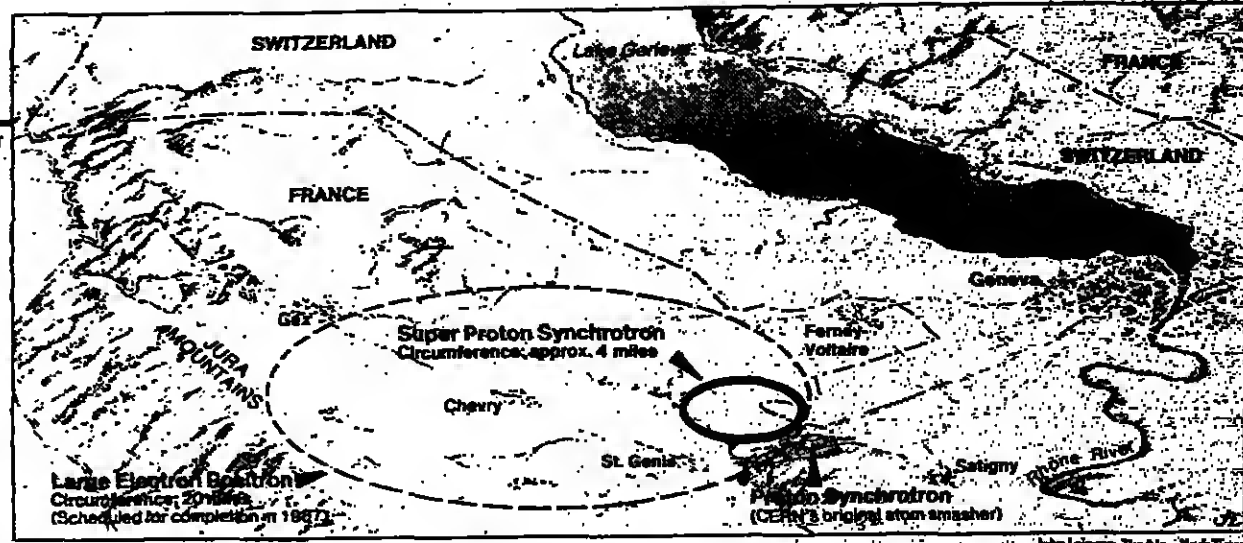 SWITZERLAND
Lake Geneva
FRANCE
SWITZERLAND
FRANCE
Geneva
Gex
Super Proton Synchrotron
Circumference: approx. 4 miles
Ferney-
Voltaire
JURA
MOUNTAINS
Chevry
St. Genis
Satigny
Rhône River
Large Electron Positron
Circumference:
(Scheduled for completion in 1987)
Proton Synchrotron
(CERN's original atom smasher)